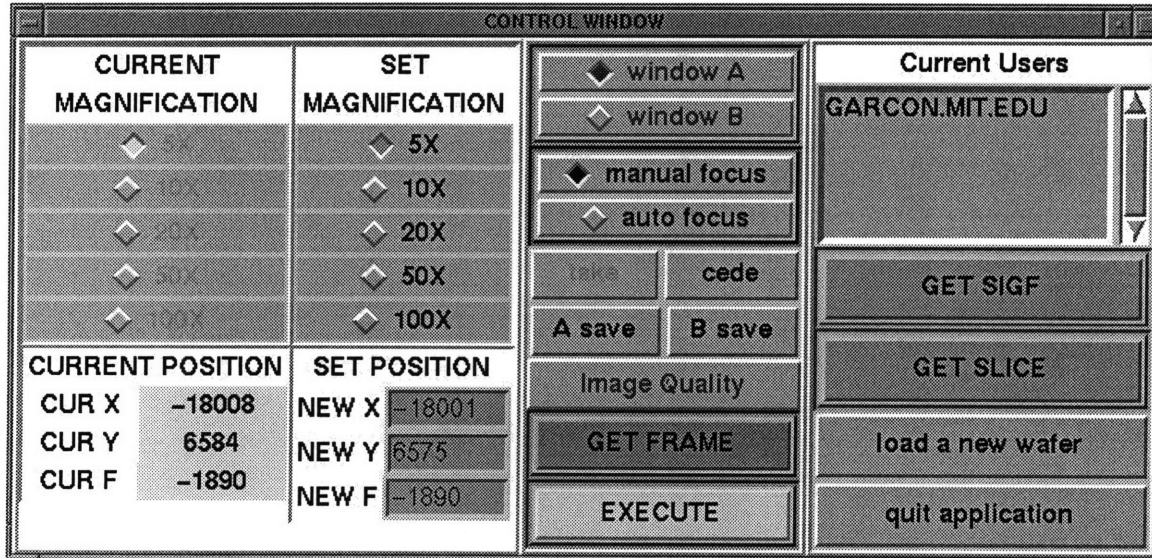 CONTROL WINDOW
CURRENT
MAGNIFICATION
5X
10X
20X
50X
100X
SET
MAGNIFICATION
5X
10X
20X
50X
100X
CURRENT POSITION
CUR X −18008
CUR Y 6584
CUR F −1890
SET POSITION
NEW X −18001
NEW Y 6575
NEW F −1890
window A
window B
manual focus
auto focus
take cede
A save B save
Image Quality
GET FRAME
EXECUTE
Current Users
GARCON.MIT.EDU
GET SIGF
GET SLICE
load a new wafer
quit application